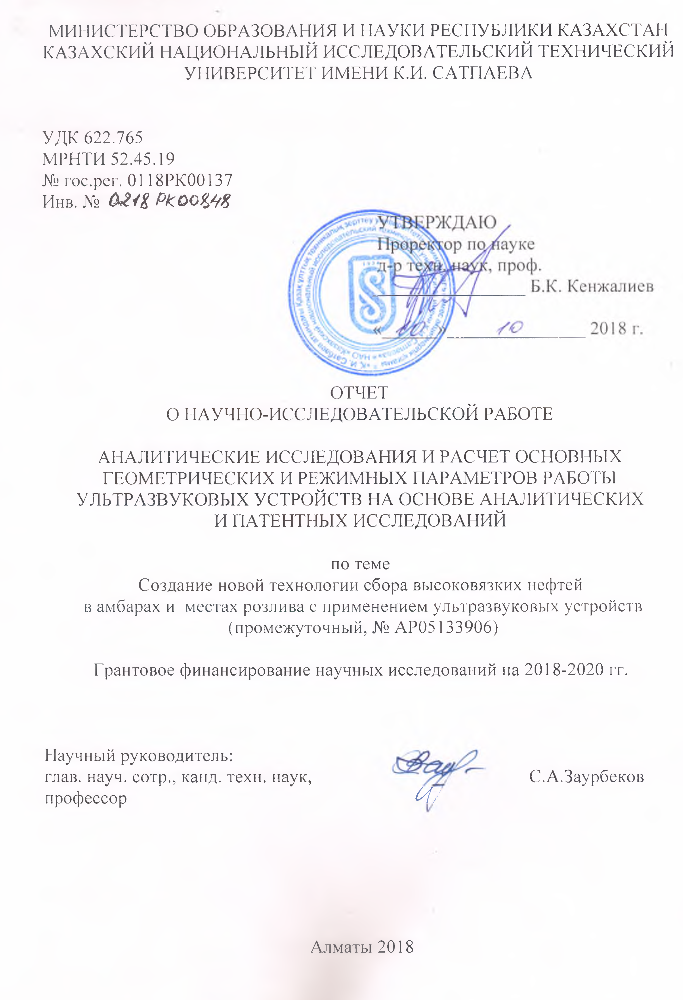 МИНИСТЕРСТВО ОБРАЗОВАНИЯ И НАУКИ РЕСПУБЛИКИ КАЗАХСТАН
КАЗАХСКИЙ НАЦИОНАЛЬНЫЙ ИССЛЕДОВАТЕЛЬСКИЙ ТЕХНИЧЕСКИЙ
УНИВЕРСИТЕТ ИМЕНИ К.И. САТПАЕВА
УДК 622.765
МРНТИ 52.45.19
№ гос.рег. 0118РК00137
Инв. № 0218 РК00848
УТВЕРЖДАЮ
Проректор по науке
д-р техн. наук, проф.
Б.К. Кенжалиев
« 10 » 10 2018 г.
ОТЧЕТ
О НАУЧНО-ИССЛЕДОВАТЕЛЬСКОЙ РАБОТЕ
АНАЛИТИЧЕСКИЕ ИССЛЕДОВАНИЯ И РАСЧЕТ ОСНОВНЫХ
ГЕОМЕТРИЧЕСКИХ И РЕЖИМНЫХ ПАРАМЕТРОВ РАБОТЫ
УЛЬТРАЗВУКОВЫХ УСТРОЙСТВ НА ОСНОВЕ АНАЛИТИЧЕСКИХ
И ПАТЕНТНЫХ ИССЛЕДОВАНИЙ
по теме
Создание новой технологии сбора высоковязких нефтей
в амбарах и местах розлива с применением ультразвуковых устройств
(промежуточный, № АР05133906)
Грантовое финансирование научных исследований на 2018-2020 гг.
Научный руководитель:
глав. науч. сотр., канд. техн. наук,
профессор
С.А.Заурбеков
Алматы 2018